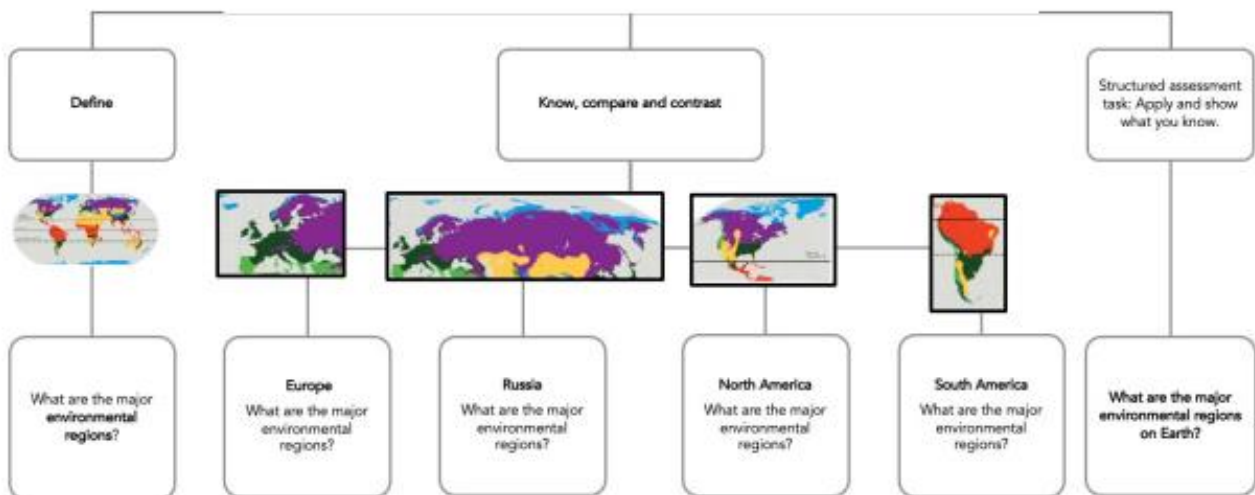 Define
Know, compare and contrast
Structured assessment
task: Apply and show
what you know.
What are the major
environmental
regions?
Europe
What are the major
environmental
regions?
Russia
What are the major
environmental
regions?
North America
What are the major
environmental
regions?
South America
What are the major
environmental
regions?
What are the major
environmental regions
on Earth?